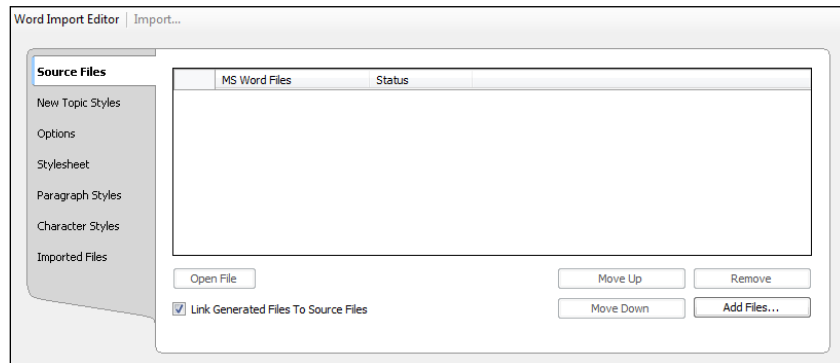 Word Import Editor | Import...
Source Files
New Topic Styles
Options
Stylesheet
Paragraph Styles
Character Styles
Imported Files
MS Word Files Status
Open File Move Up Remove
Link Generated Files To Source Files Move Down Add Files...